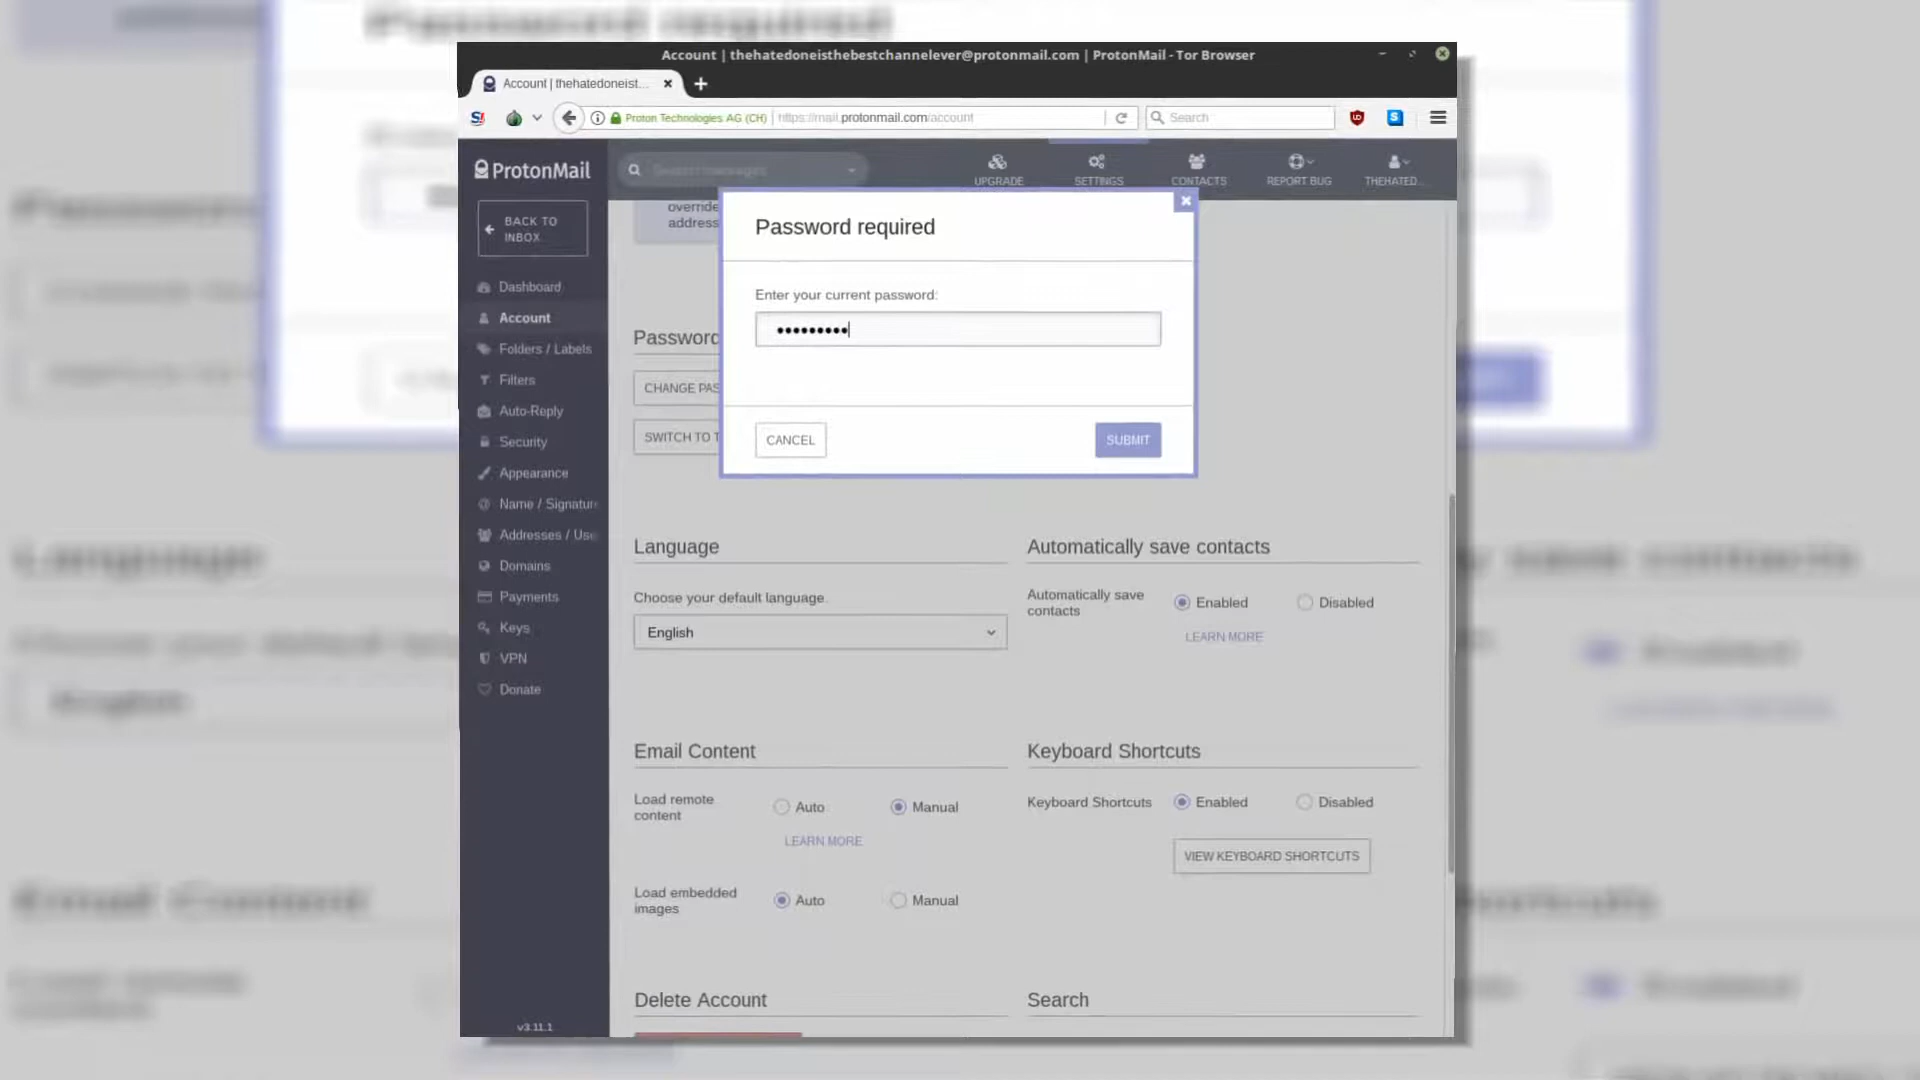 Account | thehatedoneisthebestchannelever@protonmail.com | ProtonMail - Tor Browser
Account | thehatedoneist...
Proton Technologies AG (CH) https://mail.protonmail.com/account
Search
ProtonMail
Search messages
UPGRADE SETTINGS CONTACTS REPORT BUG THEHATED...
BACK TO INBOX
Dashboard
Account
Folders / Labels
Filters
Auto-Reply
Security
Appearance
Name / Signatur
Addresses / Use
Domains
Payments
Keys
VPN
Donate
v3.11.1
override
address
Password required
Enter your current password:
CANCEL SUBMIT
Password
CHANGE PAS
SWITCH TO T
Language
Choose your default language.
English
Automatically save contacts
Automatically save contacts
Enabled Disabled
LEARN MORE
Email Content
Load remote content
Auto Manual
LEARN MORE
Load embedded images
Auto Manual
Keyboard Shortcuts
Keyboard Shortcuts Enabled Disabled
VIEW KEYBOARD SHORTCUTS
Delete Account
Search